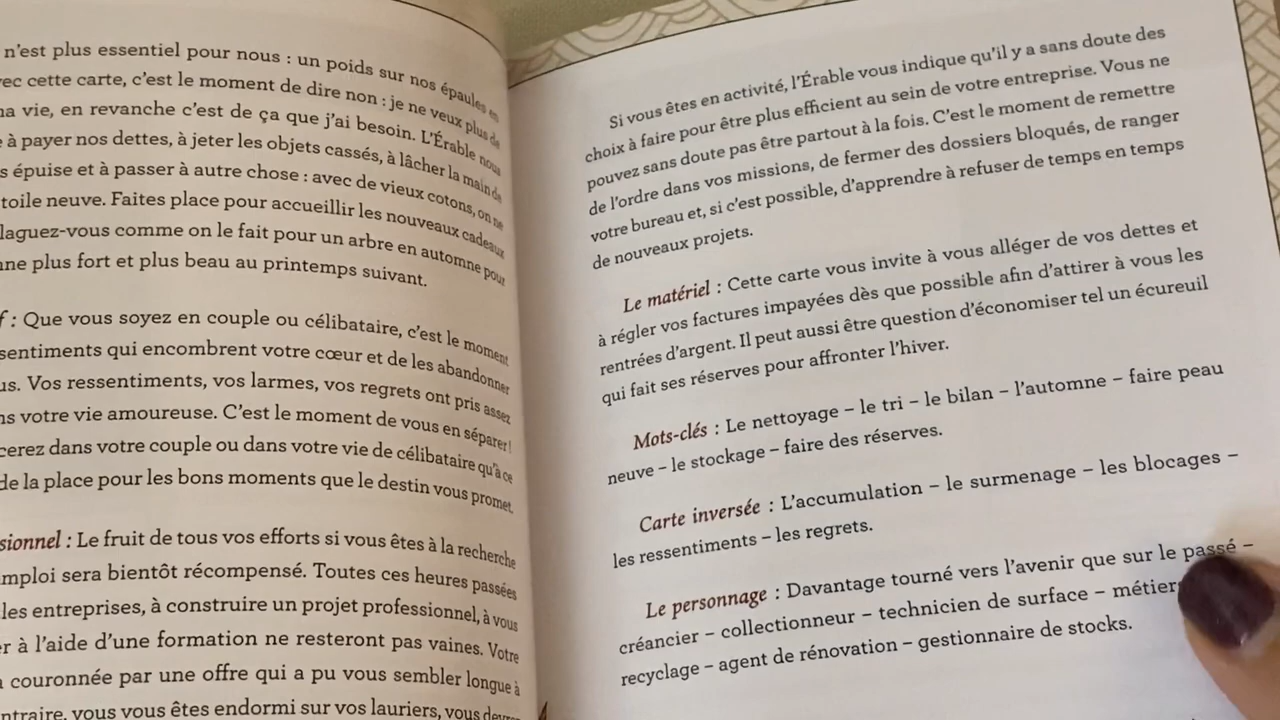 n'est plus essentiel pour nous : un poids sur nos épaules en
cette carte, c'est le moment de dire non : je ne veux plus de
vie, en revanche c'est de ça que j'ai besoin. L'Érable nous
à payer nos dettes, à jeter les objets cassés, à lâcher la main de
épuise et à passer à autre chose : avec de vieux cotons, on ne
toile neuve. Faites place pour accueillir les nouveaux cadeaux
-vous comme on le fait pour un arbre en automne pour
plus fort et plus beau au printemps suivant.
f : Que vous soyez en couple ou célibataire, c'est le moment
sentiments qui encombrent votre cœur et de les abandonner
us. Vos ressentiments, vos larmes, vos regrets ont pris assez
ns votre vie amoureuse. C'est le moment de vous en séparer !
cerez dans votre couple ou dans votre vie de célibataire qu'à ce
de la place pour les bons moments que le destin vous promet.
sionnel : Le fruit de tous vos efforts si vous êtes à la recherche
mploi sera bientôt récompensé. Toutes ces heures passées
les entreprises, à construire un projet professionnel, à vous
r à l'aide d'une formation ne resteront pas vaines. Votre
couronnée par une offre qui a pu vous sembler longue à
ntraire, vous vous êtes endormi sur vos lauriers, vous
Si vous êtes en activité, l'Érable vous indique qu'il y a sans doute des
choix à faire pour être plus efficient au sein de votre entreprise. Vous ne
pouvez sans doute pas être partout à la fois. C'est le moment de remettre
de l'ordre dans vos missions, de fermer des dossiers bloqués, de ranger
votre bureau et, si c'est possible, d'apprendre à refuser de temps en temps
de nouveaux projets.
Le matériel : Cette carte vous invite à vous alléger de vos dettes et
à régler vos factures impayées dès que possible afin d'attirer à vous les
rentrées d'argent. Il peut aussi être question d'économiser tel un écureuil
qui fait ses réserves pour affronter l'hiver.
Mots-clés : Le nettoyage – le tri – le bilan – l'automne – faire peau
neuve – le stockage – faire des réserves.
Carte inversée : L'accumulation – le surmenage – les blocages –
les ressentiments – les regrets.
Le personnage : Davantage tourné vers l'avenir que sur le passé –
créancier – collectionneur – technicien de surface – métier
recyclage – agent de rénovation – gestionnaire de stocks.